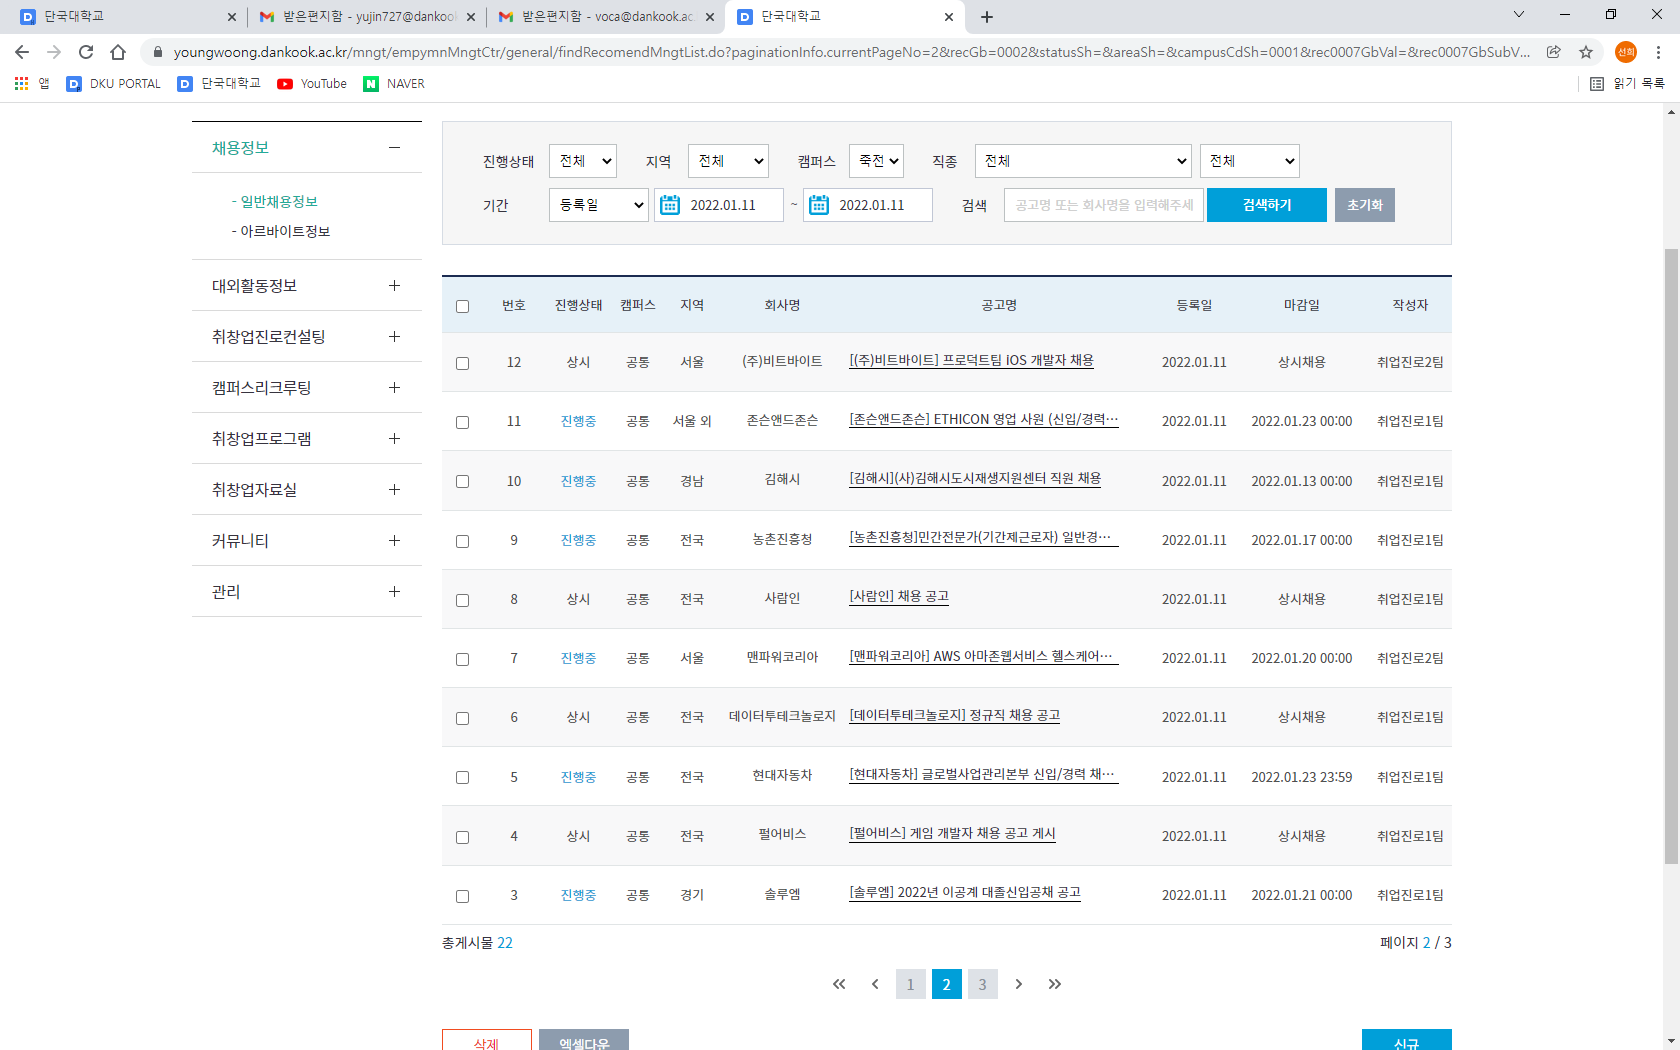 단국대학교
받은편지함 - yujin727@dankook
받은편지함 - voca@dankook.ac.
단국대학교
youngwoong.dankook.ac.kr/mngt/empymnMngtCtr/general/findRecomendMngtList.do?paginationInfo.currentPageNo=2&recGb=0002&statusSh=&areaSh=&campusCdSh=0001&rec0007GbVal=&rec0007GbSubV...
선희
앱 DKU PORTAL 단국대학교 YouTube NAVER 읽기 목록
채용정보
- 일반채용정보
- 아르바이트정보
대외활동정보
취창업진로컨설팅
캠퍼스리크루팅
취창업프로그램
취창업자료실
커뮤니티
관리
진행상태 전체 지역 전체 캠퍼스 죽전 직종 전체 전체
기간 등록일 2022.01.11 ~ 2022.01.11 검색 공고명 또는 회사명을 입력해주세 검색하기 초기화
번호 진행상태 캠퍼스 지역 회사명 공고명 등록일 마감일 작성자
12 상시 공통 서울 (주)비트바이트 [(주)비트바이트] 프로덕트팀 iOS 개발자 채용 2022.01.11 상시채용 취업진로2팀
11 진행중 공통 서울 외 존슨앤드존슨 [존슨앤드존슨] ETHICON 영업 사원 (신입/경력… 2022.01.11 2022.01.23 00:00 취업진로1팀
10 진행중 공통 경남 김해시 [김해시](사)김해시도시재생지원센터 직원 채용 2022.01.11 2022.01.13 00:00 취업진로1팀
9 진행중 공통 전국 농촌진흥청 [농촌진흥청]민간전문가(기간제근로자) 일반경… 2022.01.11 2022.01.17 00:00 취업진로1팀
8 상시 공통 전국 사람인 [사람인] 채용 공고 2022.01.11 상시채용 취업진로1팀
7 진행중 공통 서울 맨파워코리아 [맨파워코리아] AWS 아마존웹서비스 헬스케어… 2022.01.11 2022.01.20 00:00 취업진로2팀
6 상시 공통 전국 데이터투테크놀로지 [데이터투테크놀로지] 정규직 채용 공고 2022.01.11 상시채용 취업진로1팀
5 진행중 공통 전국 현대자동차 [현대자동차] 글로벌사업관리본부 신입/경력 채… 2022.01.11 2022.01.23 23:59 취업진로1팀
4 상시 공통 전국 펄어비스 [펄어비스] 게임 개발자 채용 공고 게시 2022.01.11 상시채용 취업진로1팀
3 진행중 공통 경기 솔루엠 [솔루엠] 2022년 이공계 대졸신입공채 공고 2022.01.11 2022.01.21 00:00 취업진로1팀
총게시물 22 페이지 2 / 3
1 2 3
삭제 엑셀다운 신규